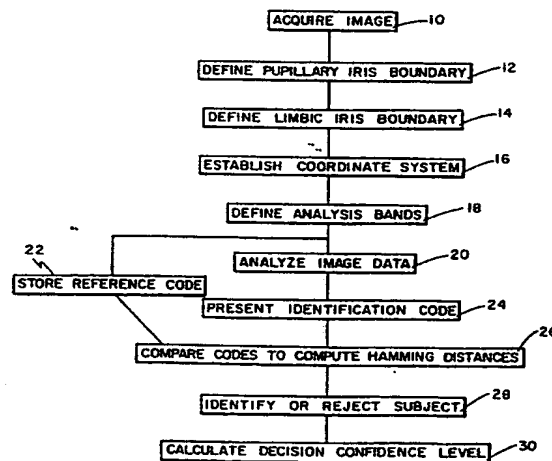 ACQUIRE IMAGE 10
DEFINE PUPILLARY IRIS BOUNDARY 12
DEFINE LIMBIC IRIS BOUNDARY 14
ESTABLISH COORDINATE SYSTEM 16
DEFINE ANALYSIS BANDS 18
22
ANALYZE IMAGE DATA 20
STORE REFERENCE CODE
PRESENT IDENTIFICATION CODE 24
COMPARE CODES TO COMPUTE HAMMING DISTANCES 26
IDENTIFY OR REJECT SUBJECT. 28
CALCULATE DECISION CONFIDENCE LEVEL 30